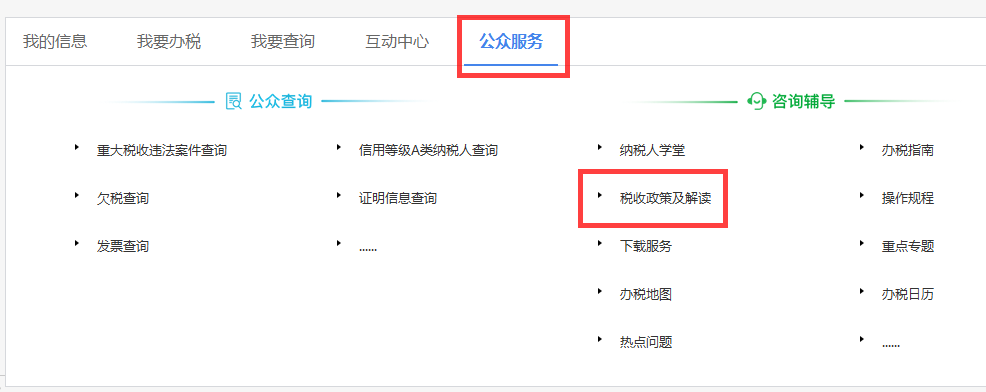 我的信息 我要办税 我要查询 互动中心 公众服务
公众查询
重大税收违法案件查询 信用等级A类纳税人查询
欠税查询 证明信息查询
发票查询 ......
咨询辅导
纳税人学堂 办税指南
税收政策及解读 操作规程
下载服务 重点专题
办税地图 办税日历
热点问题 ......